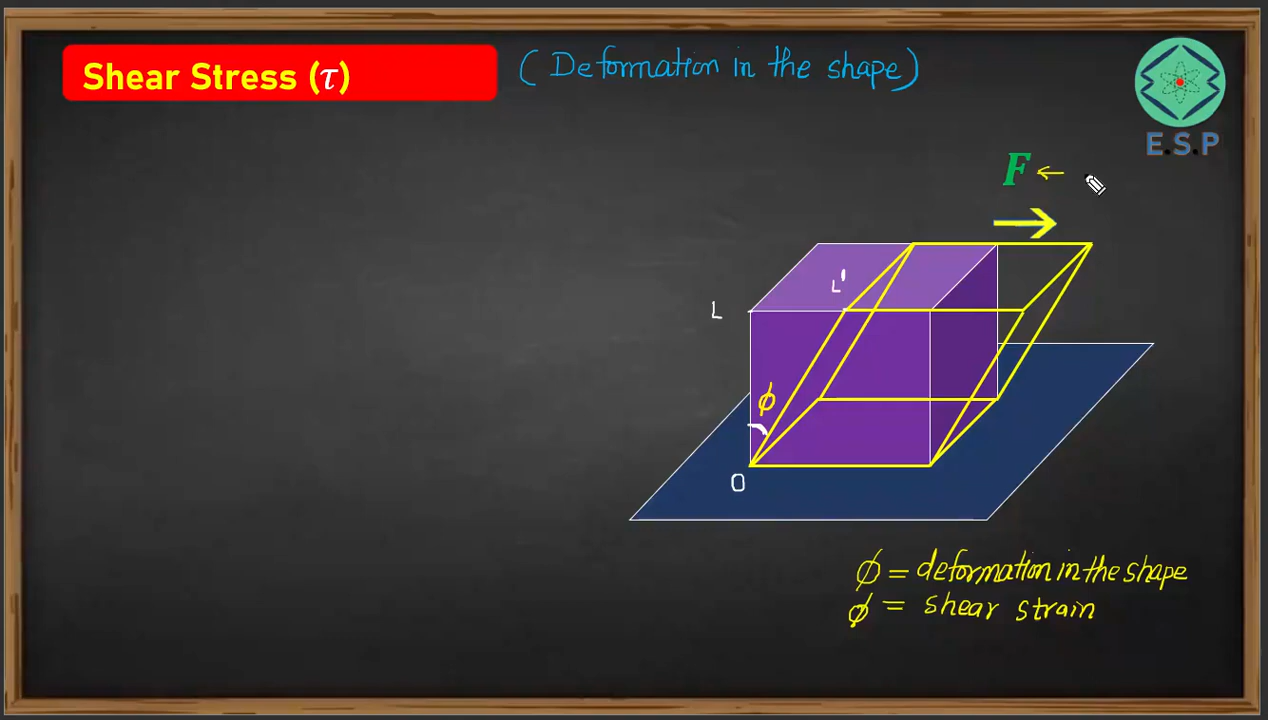 Shear Stress (τ)
(Deformation in the shape)
E.S.P
F ←
L'
L
ϕ
O
ϕ = deformation in the shape
ϕ = shear strain